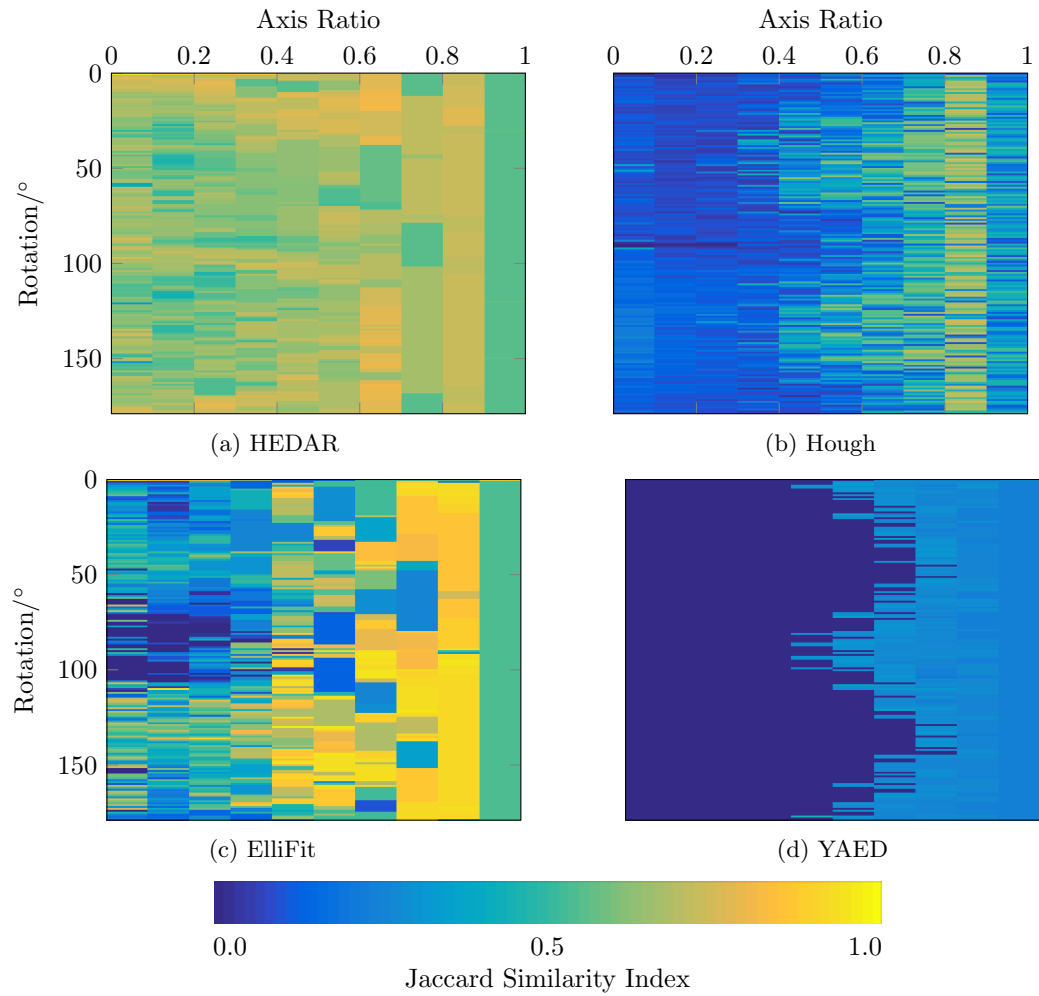 Axis Ratio
Axis Ratio
0 0.2 0.4 0.6 0.8 1
0 0.2 0.4 0.6 0.8 1
0
50
100
150
Rotation/°
(a) HEDAR
(b) Hough
0
50
100
150
Rotation/°
(c) ElliFit
(d) YAED
0.0 0.5 1.0
Jaccard Similarity Index